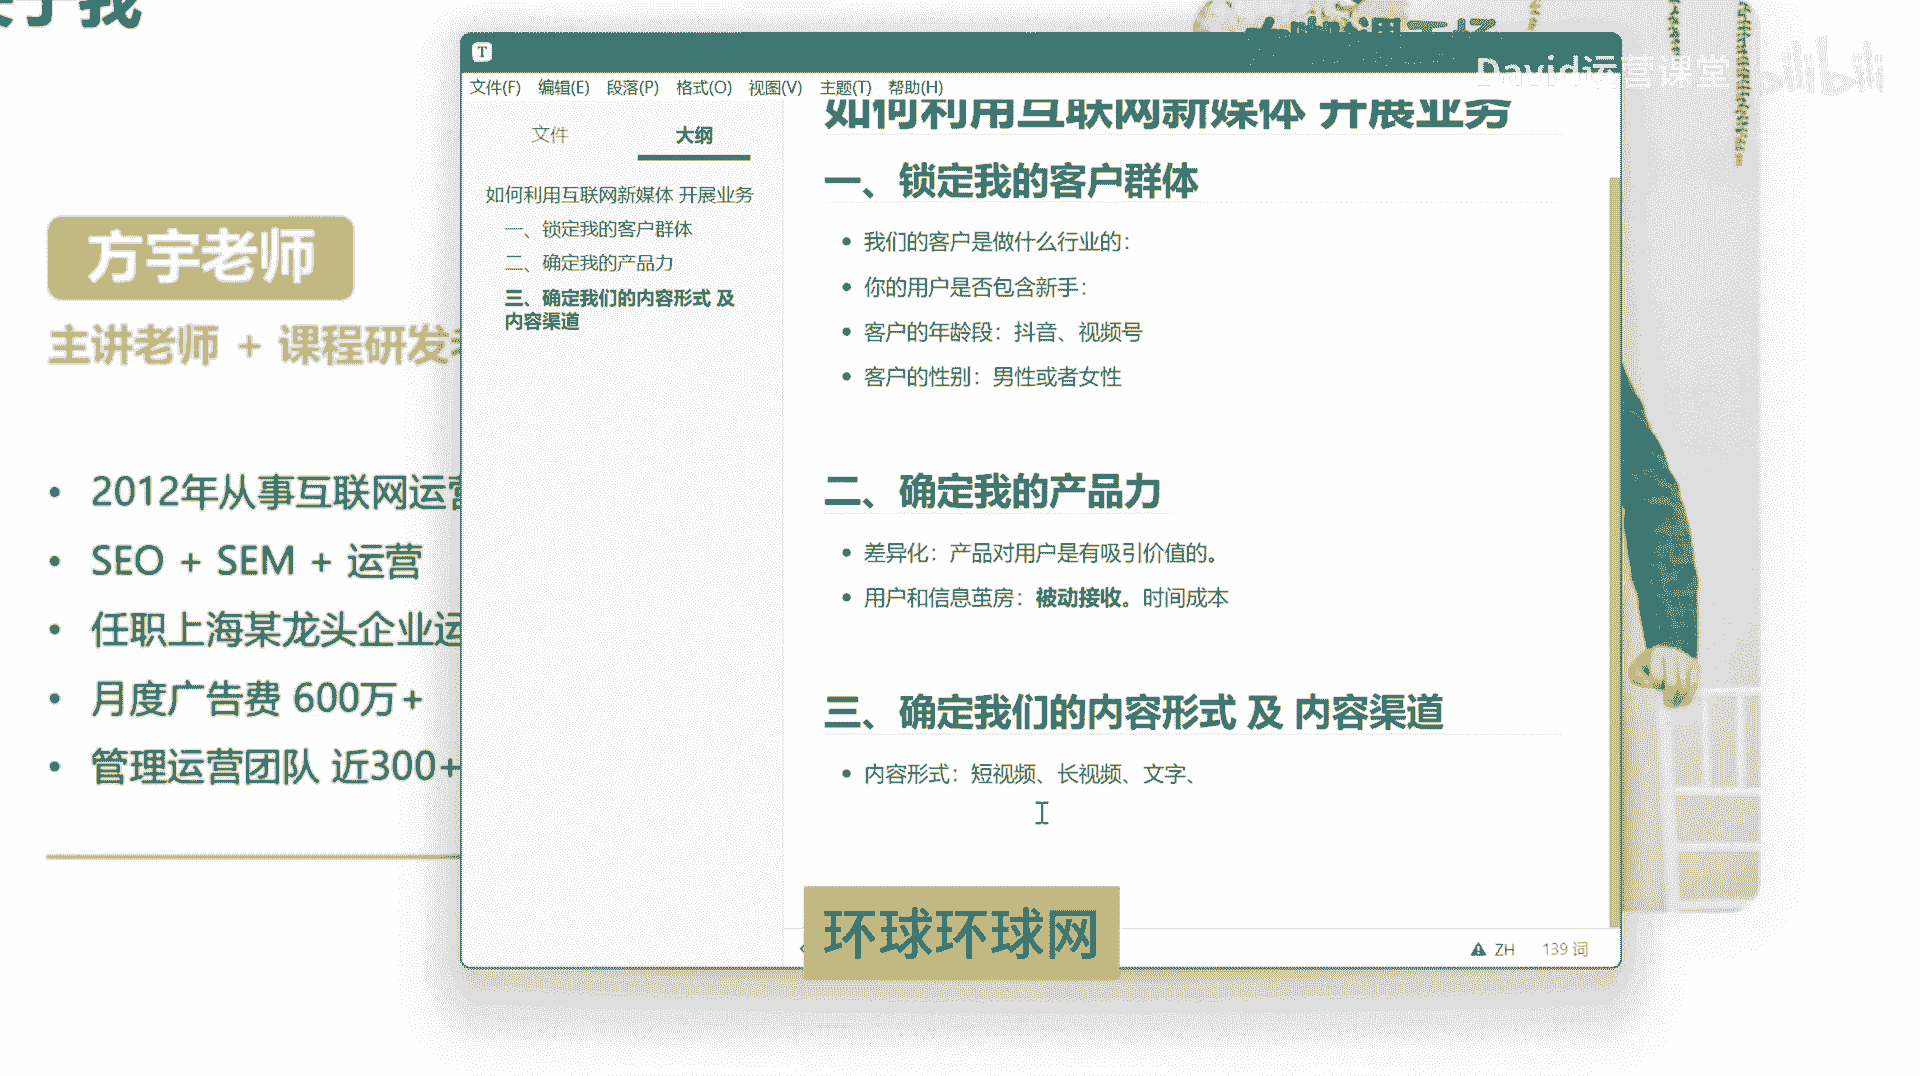 关于我
David运营课堂 bilibili
文件(F) 编辑(E) 段落(P) 格式(O) 视图(V) 主题(T) 帮助(H)
文件 大纲
如何利用互联网新媒体 开展业务
一、锁定我的客户群体
二、确定我的产品力
三、确定我们的内容形式 及
内容渠道
如何利用互联网新媒体 开展业务
一、锁定我的客户群体
我们的客户是做什么行业的：
你的用户是否包含新手：
客户的年龄段：抖音、视频号
客户的性别：男性或者女性
二、确定我的产品力
差异化：产品对用户是有吸引价值的。
用户和信息茧房：被动接收。时间成本
三、确定我们的内容形式 及 内容渠道
内容形式：短视频、长视频、文字、
ZH 139 词
方宇老师
主讲老师 + 课程研发
2012年从事互联网运营
SEO + SEM + 运营
任职上海某龙头企业运
月度广告费 600万+
管理运营团队 近300+
环球环球网